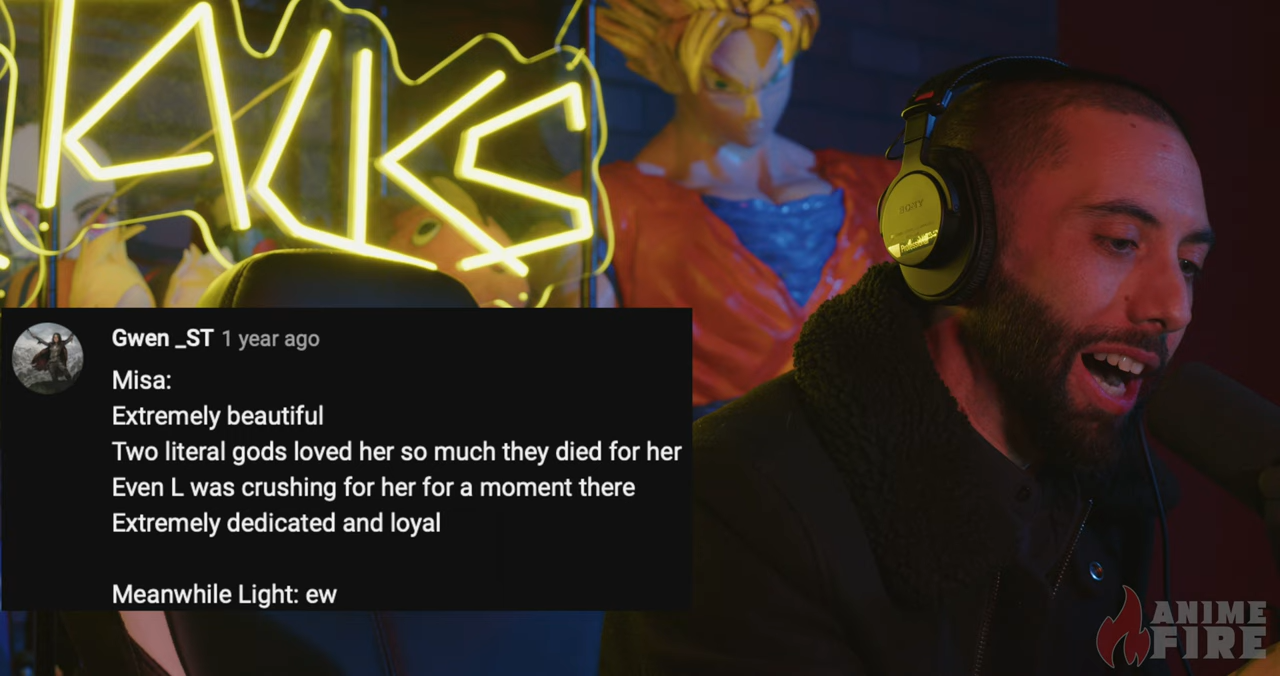 TALKS
SONY
Gwen _ST 1 year ago
Misa:
Extremely beautiful
Two literal gods loved her so much they died for her
Even L was crushing for her for a moment there
Extremely dedicated and loyal
Meanwhile Light: ew
ANIME
FIRE